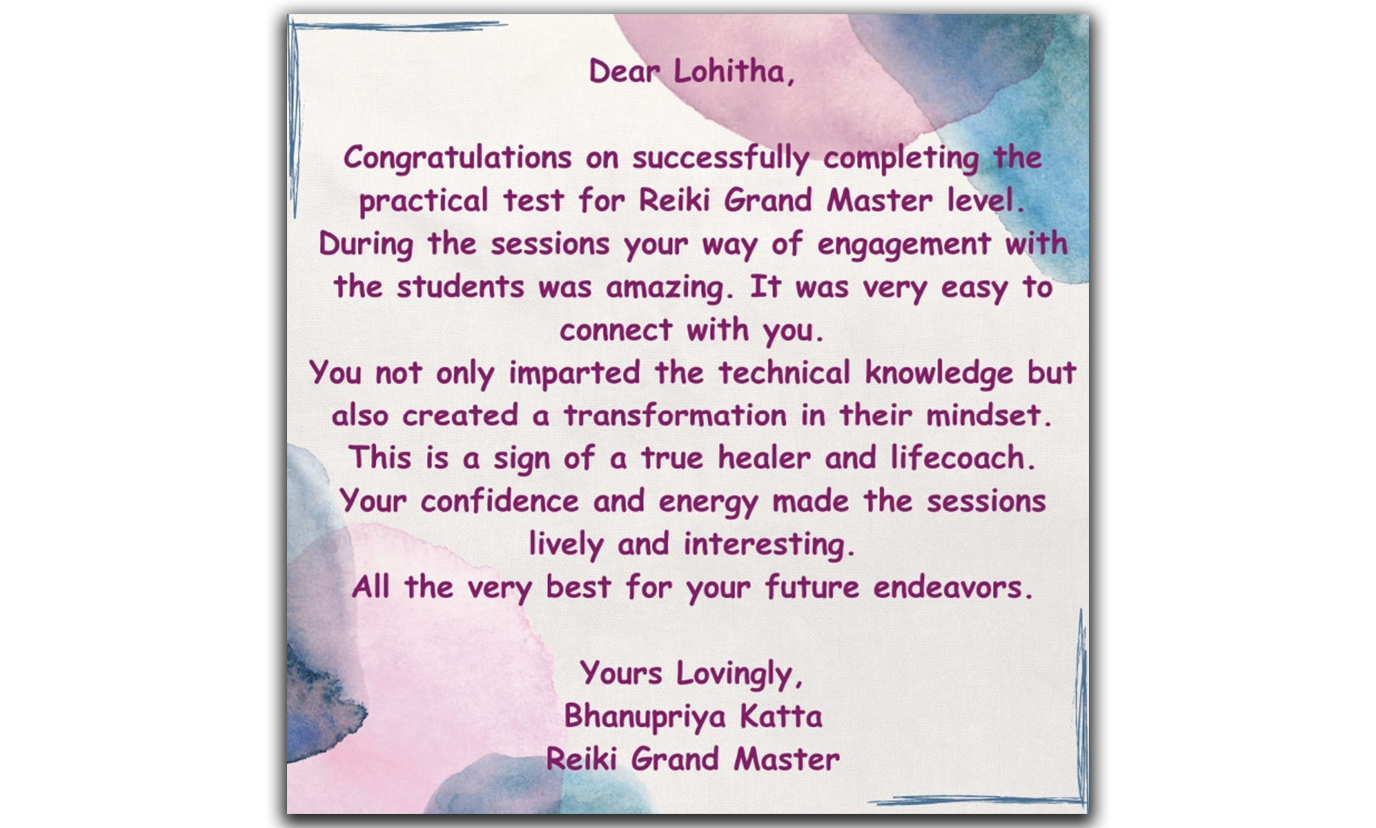 Dear Lohitha,
Congratulations on successfully completing the
practical test for Reiki Grand Master level.
During the sessions your way of engagement with
the students was amazing. It was very easy to
connect with you.
You not only imparted the technical knowledge but
also created a transformation in their mindset.
This is a sign of a true healer and lifecoach.
Your confidence and energy made the sessions
lively and interesting.
All the very best for your future endeavors.
Yours Lovingly,
Bhanupriya Katta
Reiki Grand Master